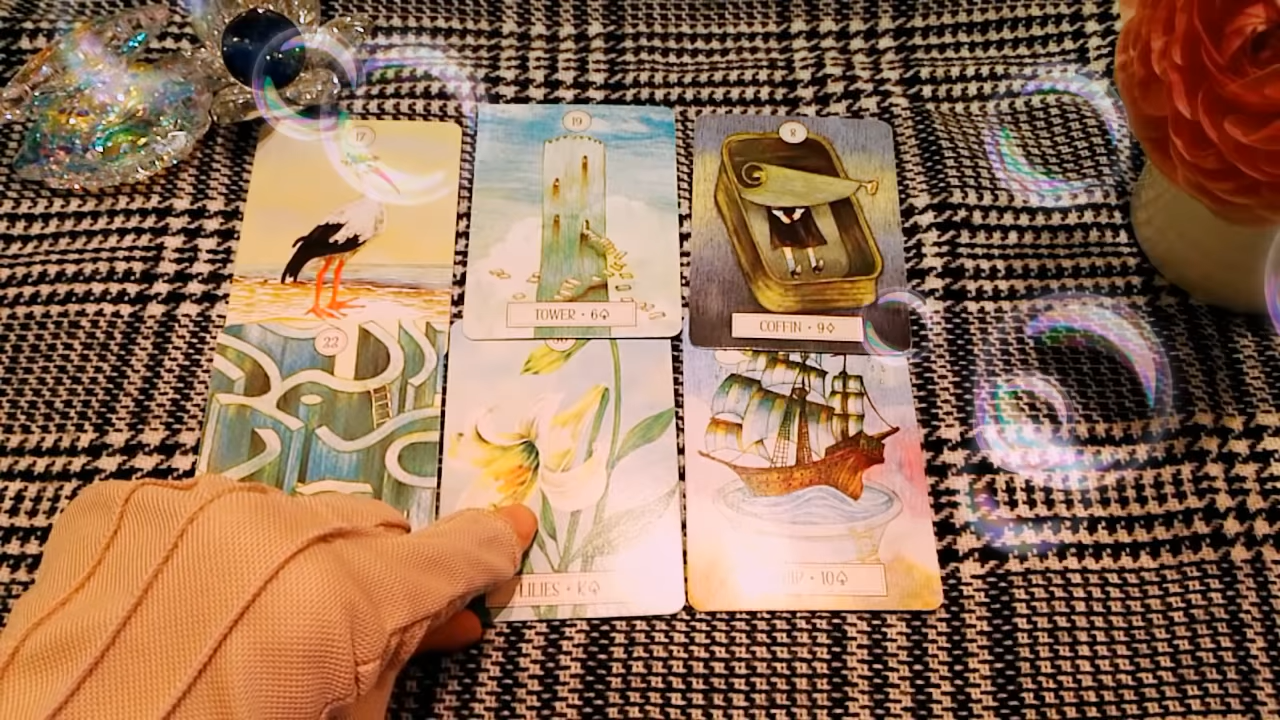 17
19
8
TOWER • 6♤
COFFIN • 9♢
22
LILIES • K♤
10♤